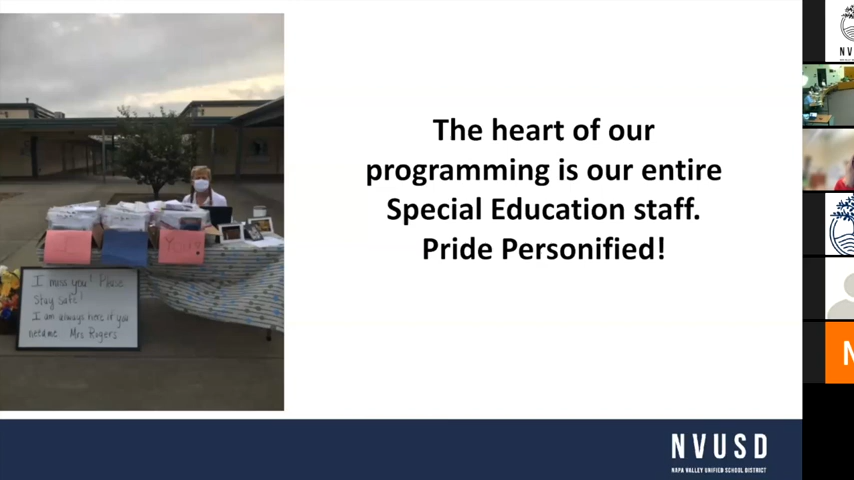 The heart of our
programming is our entire
Special Education staff.
Pride Personified!
I miss you! Please
Stay safe!
I am always here if you
need me Mrs Rogers
NVUSD
NAPA VALLEY UNIFIED SCHOOL DISTRICT
N V
N